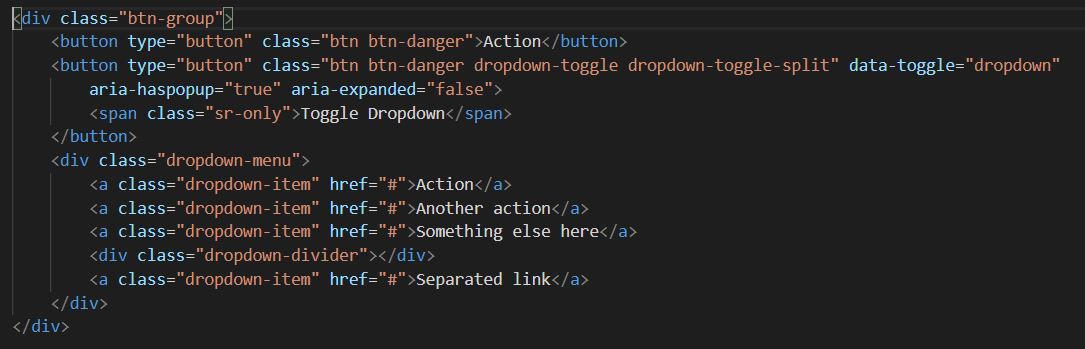 <div class="btn-group">
    <button type="button" class="btn btn-danger">Action</button>
    <button type="button" class="btn btn-danger dropdown-toggle dropdown-toggle-split" data-toggle="dropdown"
        aria-haspopup="true" aria-expanded="false">
        <span class="sr-only">Toggle Dropdown</span>
    </button>
    <div class="dropdown-menu">
        <a class="dropdown-item" href="#">Action</a>
        <a class="dropdown-item" href="#">Another action</a>
        <a class="dropdown-item" href="#">Something else here</a>
        <div class="dropdown-divider"></div>
        <a class="dropdown-item" href="#">Separated link</a>
    </div>
</div>